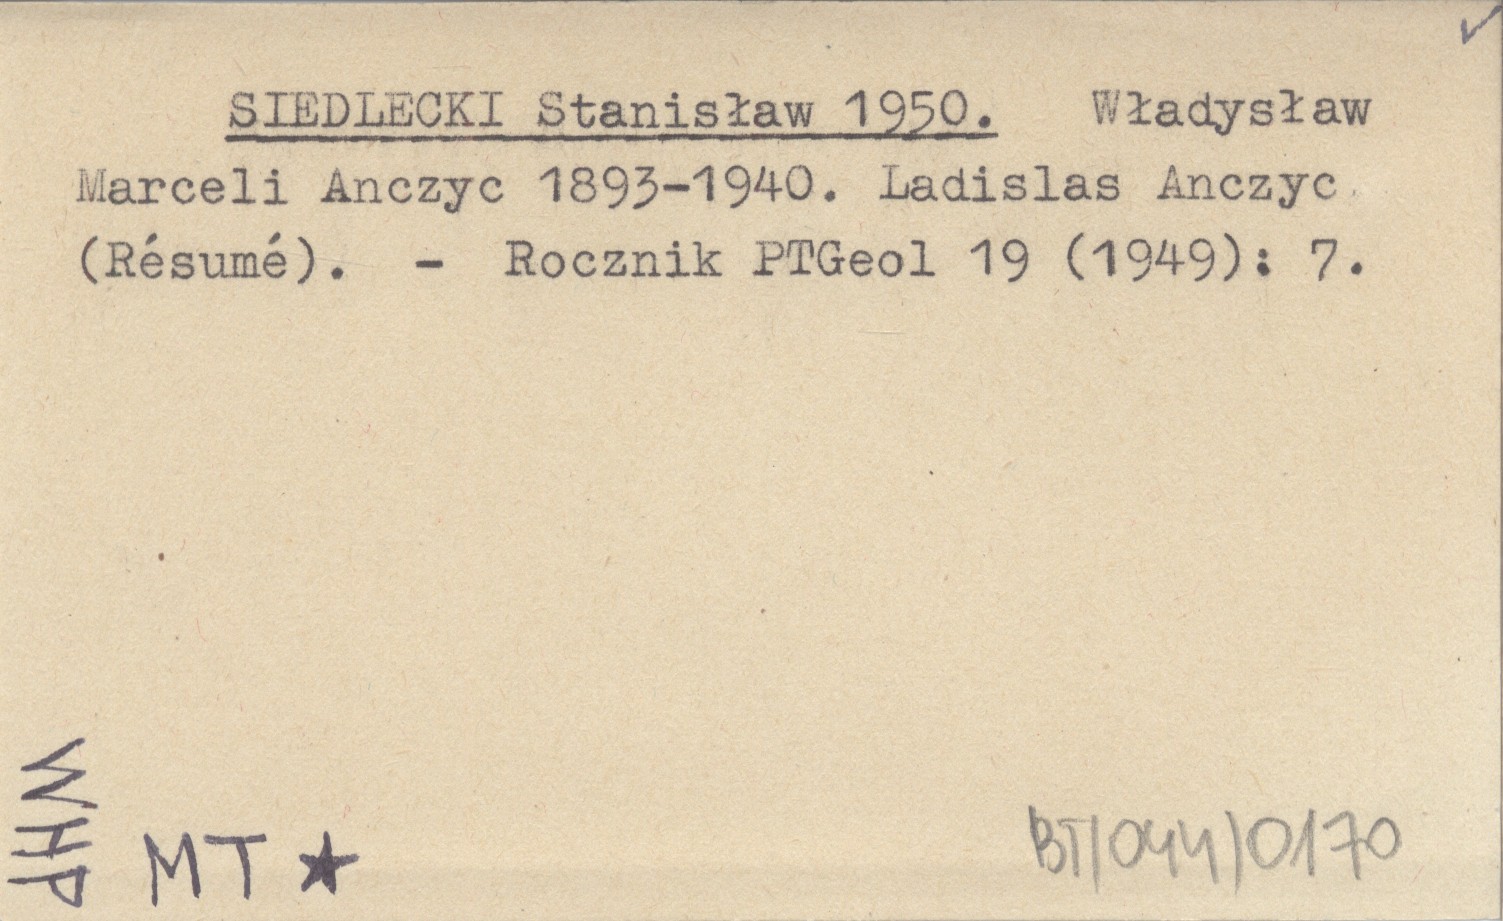 SIEDLECKI Stanisław 1950. Władysław
Marceli Anczyc 1893-1940. Ladislas Anczyc
(Résumé). - Rocznik PTGeol 19 (1949): 7.
WHP
MT ★
BT/044/0170